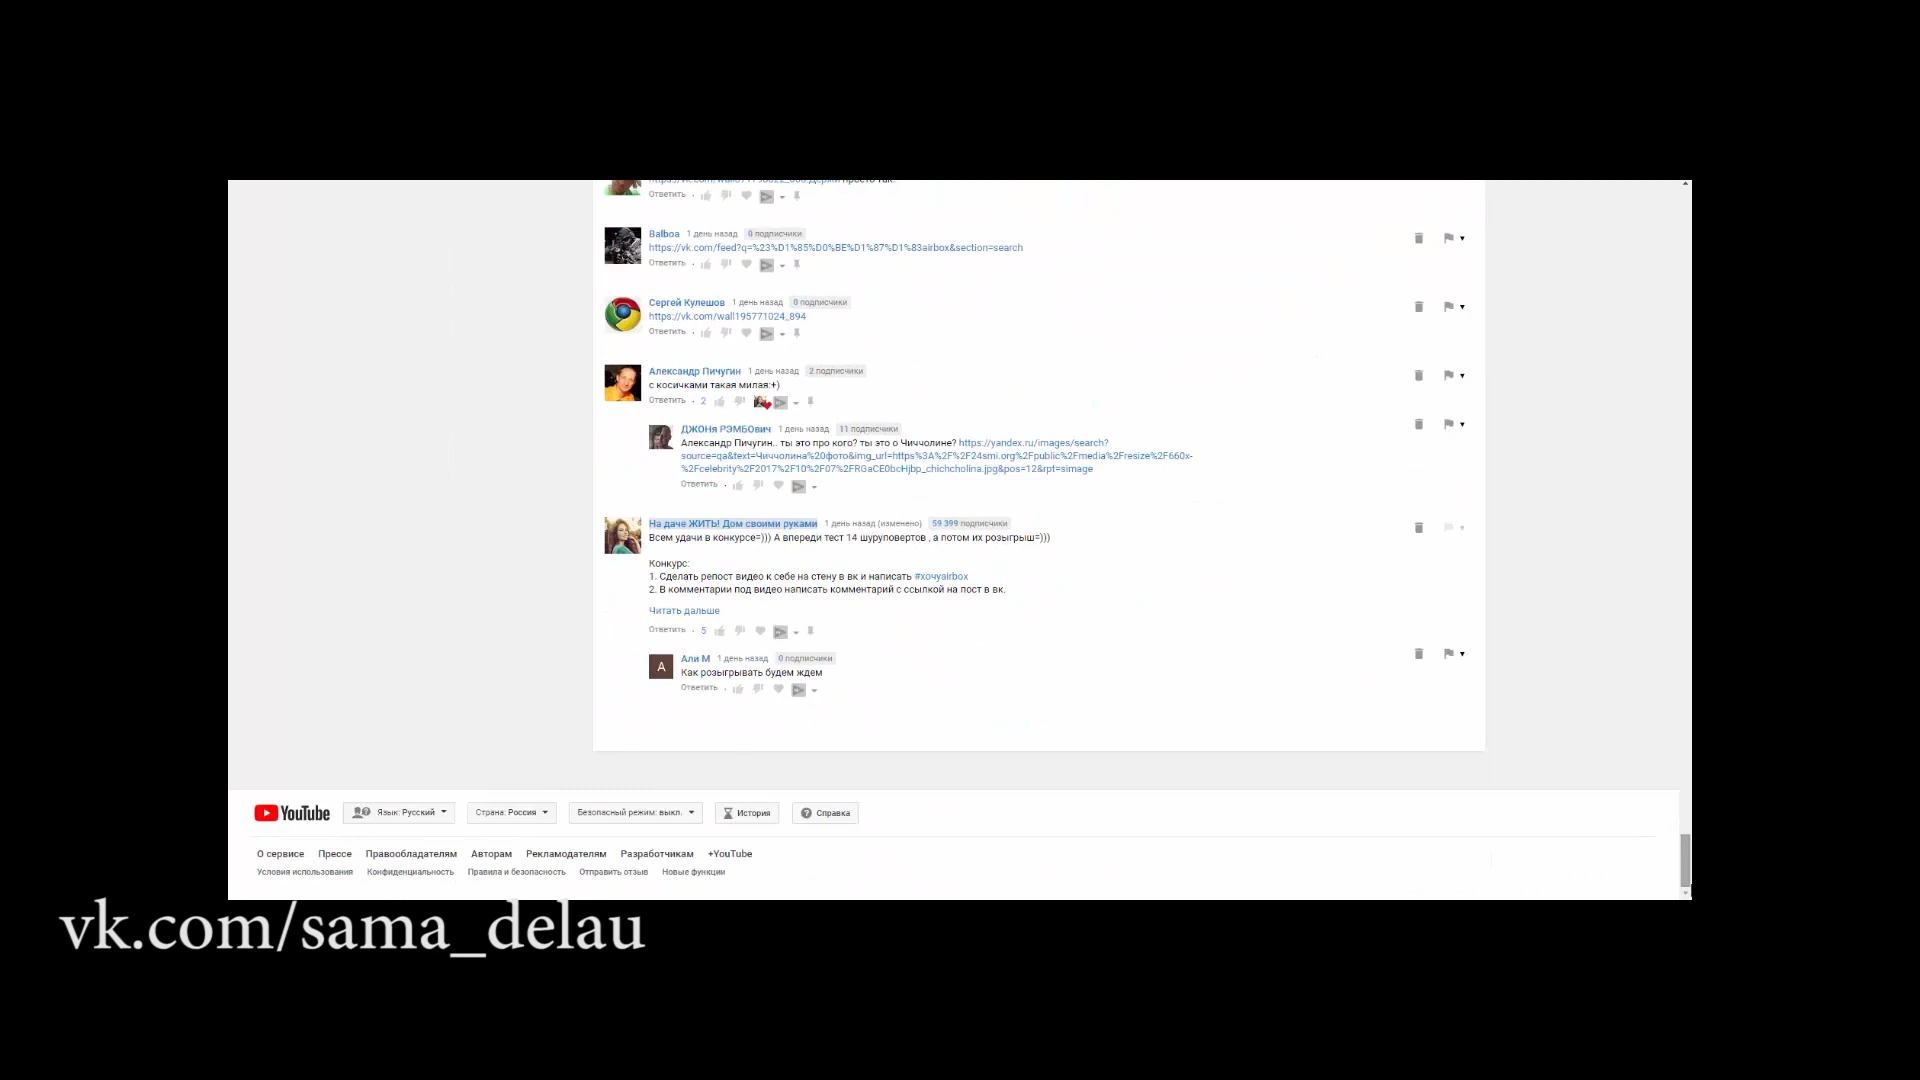 Ответить
Balboa 1 день назад 0 подписчики
https://vk.com/feed?q=%23%D1%85%D0%BE%D1%87%D1%83airbox&section=search
Ответить
Сергей Кулешов 1 день назад 0 подписчики
https://vk.com/wall195771024_894
Ответить
Александр Пичугин 1 день назад 2 подписчики
с косичками такая милая:+)
Ответить · 2
ДЖОНя РЭМБОвич 1 день назад 11 подписчики
Александр Пичугин.. ты это про кого? ты это о Чиччолине? https://yandex.ru/images/search?
source=qa&text=Чиччолина%20фото&img_url=https%3A%2F%2F24smi.org%2Fpublic%2Fmedia%2Fresize%2F660x-
%2Fcelebrity%2F2017%2F10%2F07%2FRGaCE0bcHjbp_chichcholina.jpg&pos=12&rpt=simage
Ответить
На даче ЖИТЬ! Дом своими руками 1 день назад (изменено) 59 399 подписчики
Всем удачи в конкурсе=))) А впереди тест 14 шуруповертов , а потом их розыгрыш=)))
Конкурс:
1. Сделать репост видео к себе на стену в вк и написать #хочуairbox
2. В комментарии под видео написать комментарий с ссылкой на пост в вк.
Читать дальше
Ответить · 5
А
Али М 1 день назад 0 подписчики
Как розыгрывать будем ждем
Ответить
YouTube Язык: Русский Страна: Россия Безопасный режим: выкл. История Справка
О сервисе Прессе Правообладателям Авторам Рекламодателям Разработчикам +YouTube
Условия использования Конфиденциальность Правила и безопасность Отправить отзыв Новые функции
vk.com/sama_delau